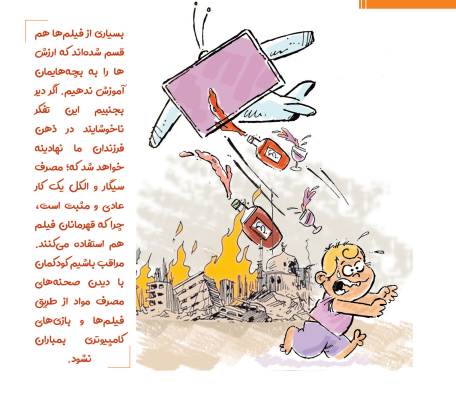 بسیاری از فیلم‌ها هم
قسم شده‌اند که ارزش
ها را به بچه‌هایمان
آموزش ندهیم. اگر دیر
بجنبیم این تفکر
ناخوشایند در ذهن
فرزندان ما نهادینه
خواهد شد که؛ مصرف
سیگار و الکل یک کار
عادی و مثبت است،
چرا که قهرمانان فیلم
هم استفاده می‌کنند.
مراقب باشیم کودکمان
با دیدن صحنه‌های
مصرف مواد از طریق
فیلم‌ها و بازی‌های
کامپیوتری بمباران
نشود.